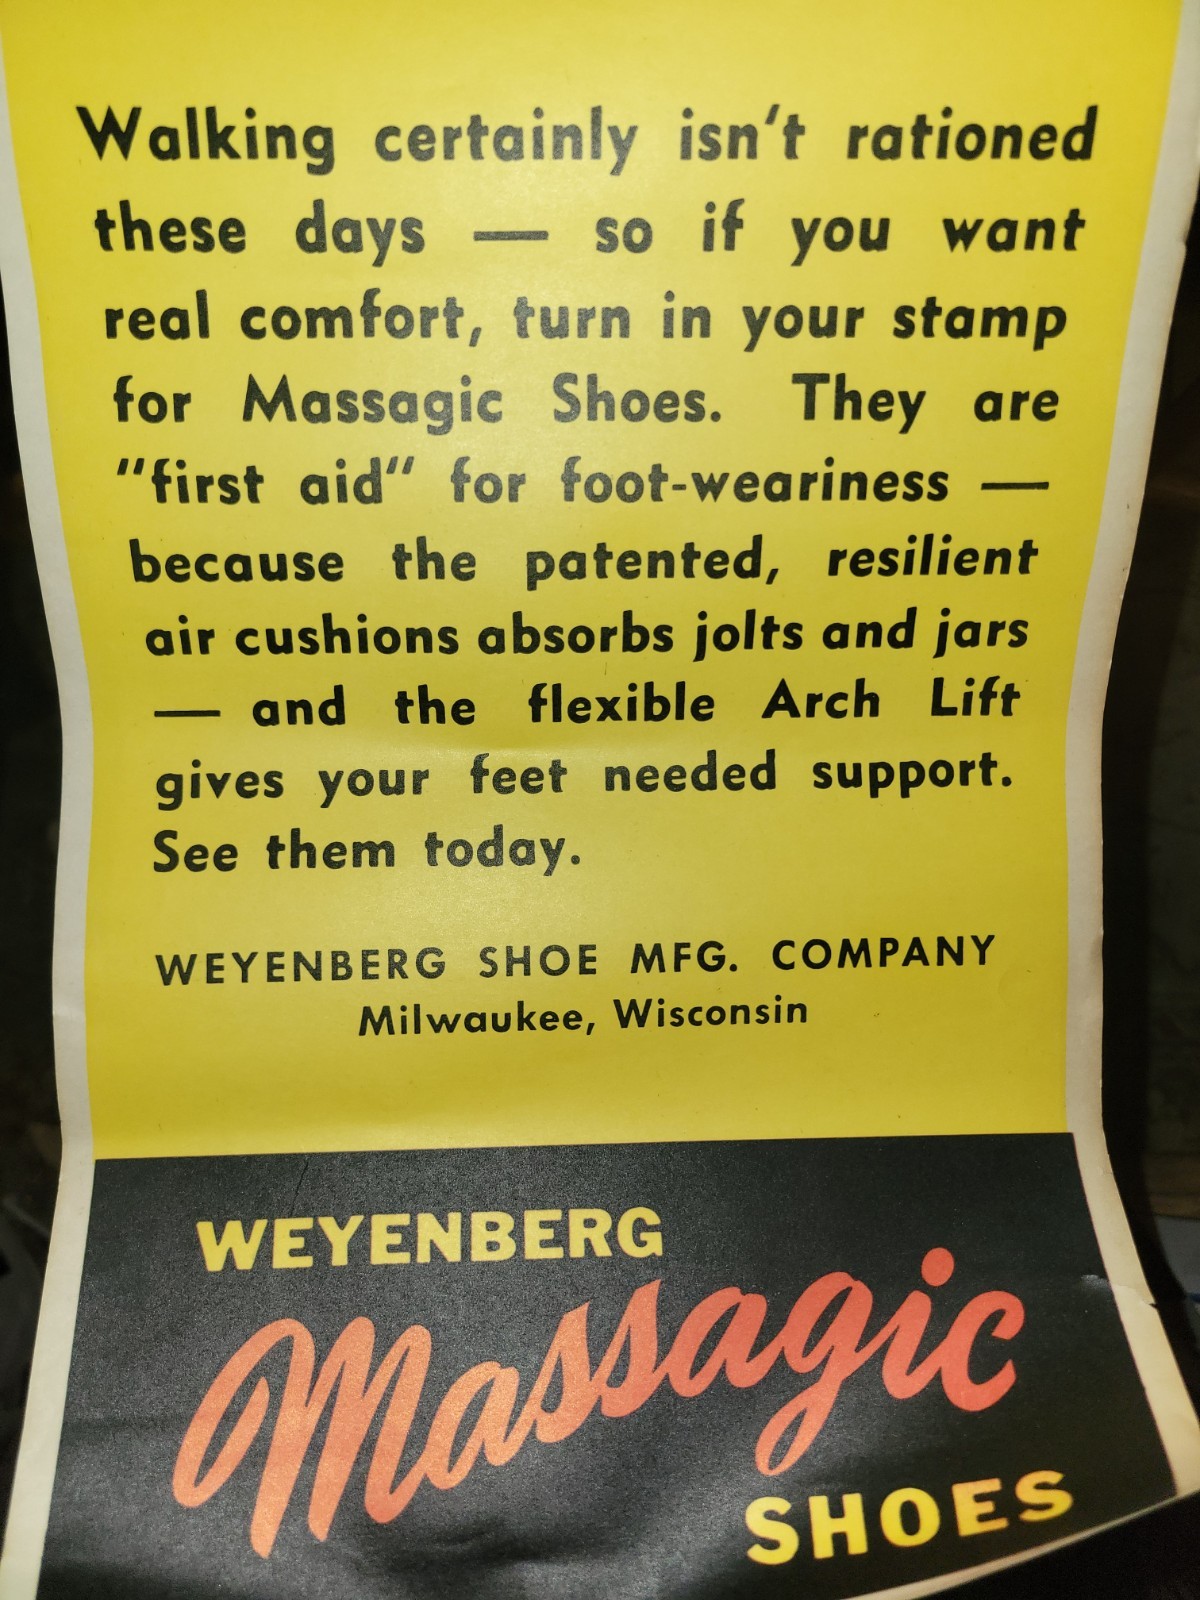 Walking certainly isn't rationed
these days — so if you want
real comfort, turn in your stamp
for Massagic Shoes. They are
"first aid" for foot-weariness —
because the patented, resilient
air cushions absorbs jolts and jars
— and the flexible Arch Lift
gives your feet needed support.
See them today.
WEYENBERG SHOE MFG. COMPANY
Milwaukee, Wisconsin
WEYENBERG
Massagic
SHOES